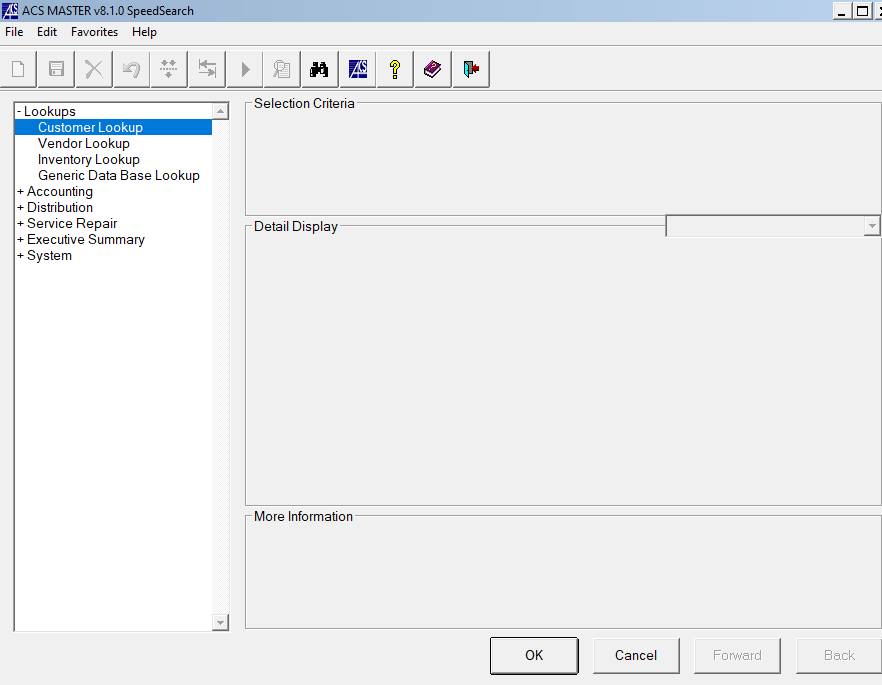 ACS MASTER v8.1.0 SpeedSearch
File Edit Favorites Help
- Lookups
Customer Lookup
Vendor Lookup
Inventory Lookup
Generic Data Base Lookup
+ Accounting
+ Distribution
+ Service Repair
+ Executive Summary
+ System
Selection Criteria
Detail Display
More Information
OK Cancel Forward Back